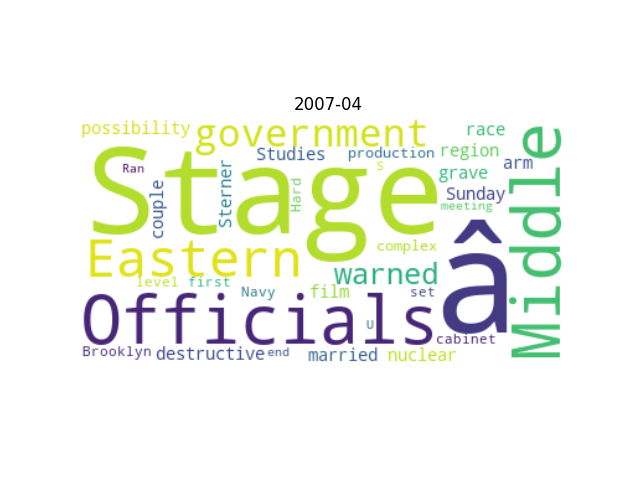 2007-04
possibility
government
race
Studies
production
region
Stage
Ran
S
arm
Middle
couple
Sterner
Hard
grave
Sunday
meeting
Eastern
complex
â
warned
level
first
Navy
film
set
Officials
U
cabinet
Brooklyn
destructive
end
married
nuclear